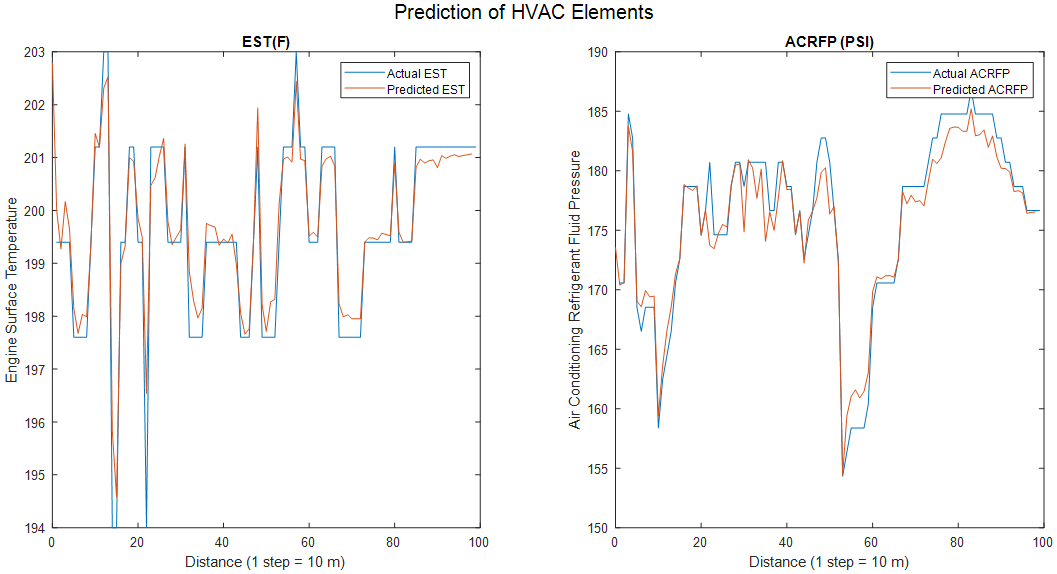 Prediction of HVAC Elements
EST(F)
Actual EST
Predicted EST
203
202
201
200
199
198
197
196
195
194
Engine Surface Temperature
0
20
40
60
80
100
Distance (1 step = 10 m)
ACRFP (PSI)
Actual ACRFP
Predicted ACRFP
190
185
180
175
170
165
160
155
150
Air Conditioning Refrigerant Fluid Pressure
0
20
40
60
80
100
Distance (1 step = 10 m)